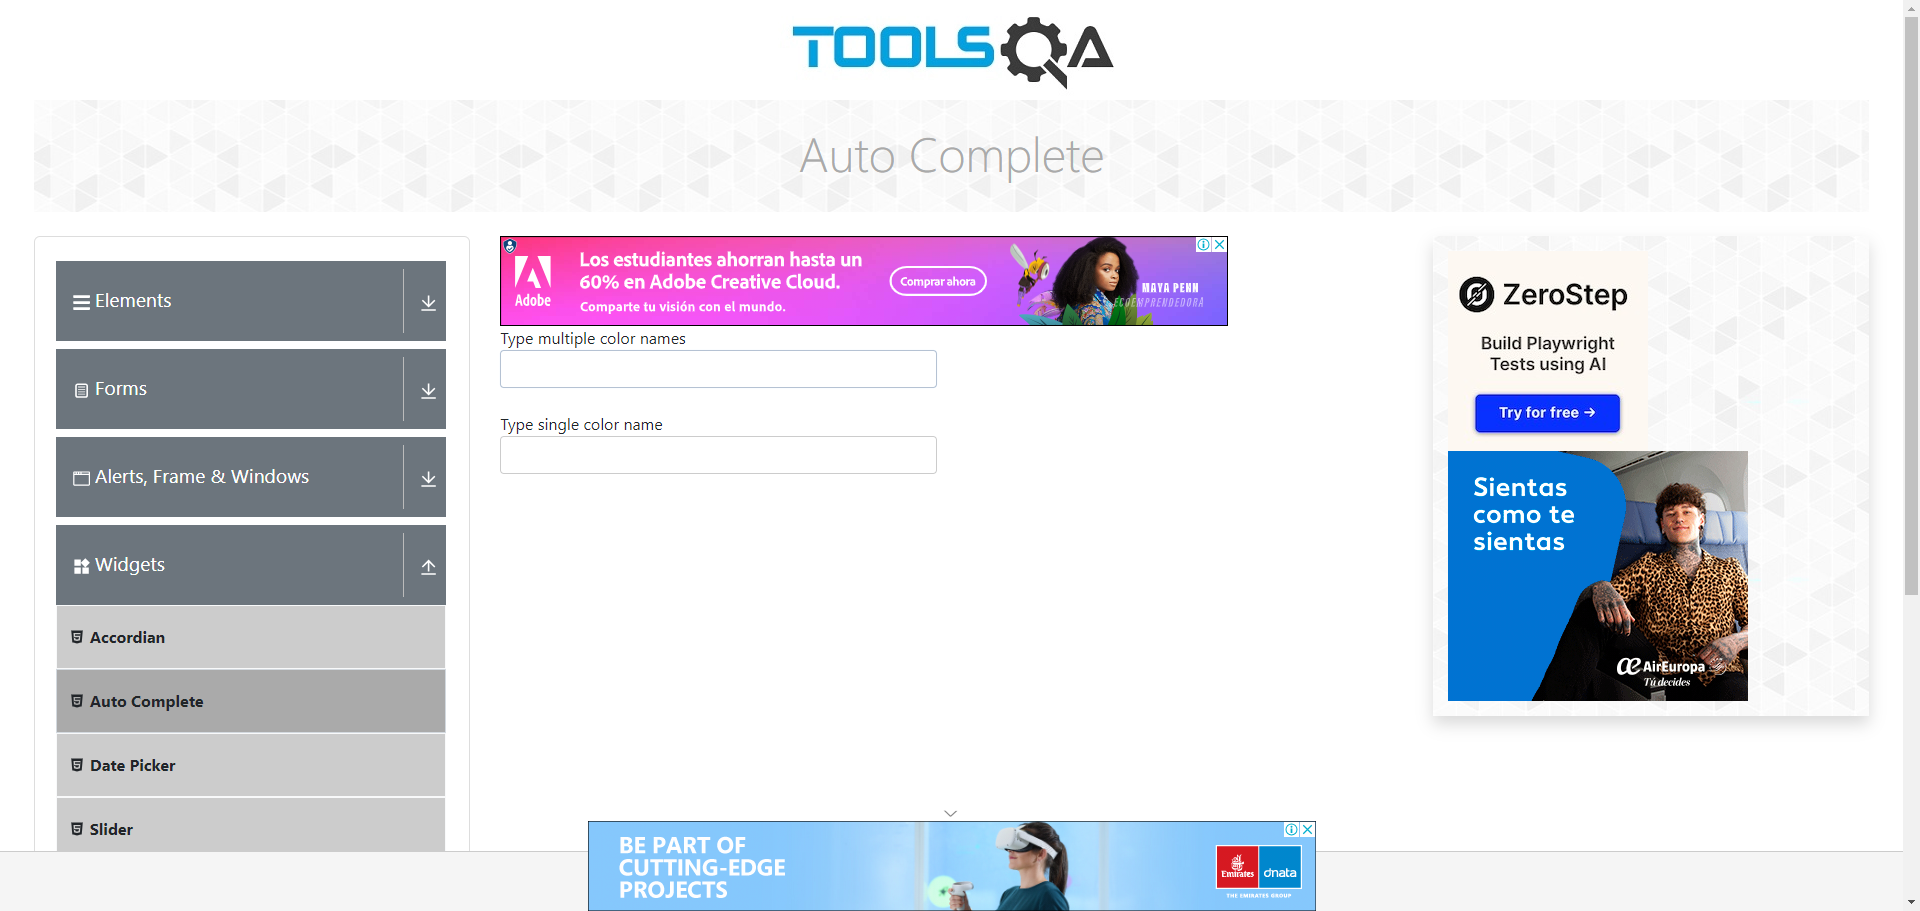 TOOLSQA
Auto Complete
Elements
Forms
Alerts, Frame & Windows
Widgets
Accordian
Auto Complete
Date Picker
Slider
Adobe
Los estudiantes ahorran hasta un
60% en Adobe Creative Cloud.
Comparte tu visión con el mundo.
Comprar ahora
MAYA PENN
ECOEMPRENDEDORA
Type multiple color names
Type single color name
ZeroStep
Build Playwright
Tests using AI
Try for free →
Sientas
como te
sientas
AirEuropa
Tú decides
BE PART OF
CUTTING-EDGE
PROJECTS
Emirates
dnata
THE EMIRATES GROUP